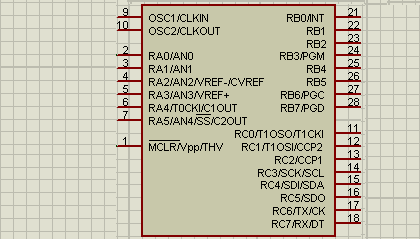 9 OSC1/CLKIN RB0/INT 21
10 OSC2/CLKOUT RB1 22
RB2 23
2 RA0/AN0 RB3/PGM 24
3 RA1/AN1 RB4 25
4 RA2/AN2/VREF-/CVREF RB5 26
5 RA3/AN3/VREF+ RB6/PGC 27
6 RA4/T0CKI/C1OUT RB7/PGD 28
7 RA5/AN4/SS/C2OUT
RC0/T1OSO/T1CKI 11
1 MCLR/Vpp/THV RC1/T1OSI/CCP2 12
RC2/CCP1 13
RC3/SCK/SCL 14
RC4/SDI/SDA 15
RC5/SDO 16
RC6/TX/CK 17
RC7/RX/DT 18